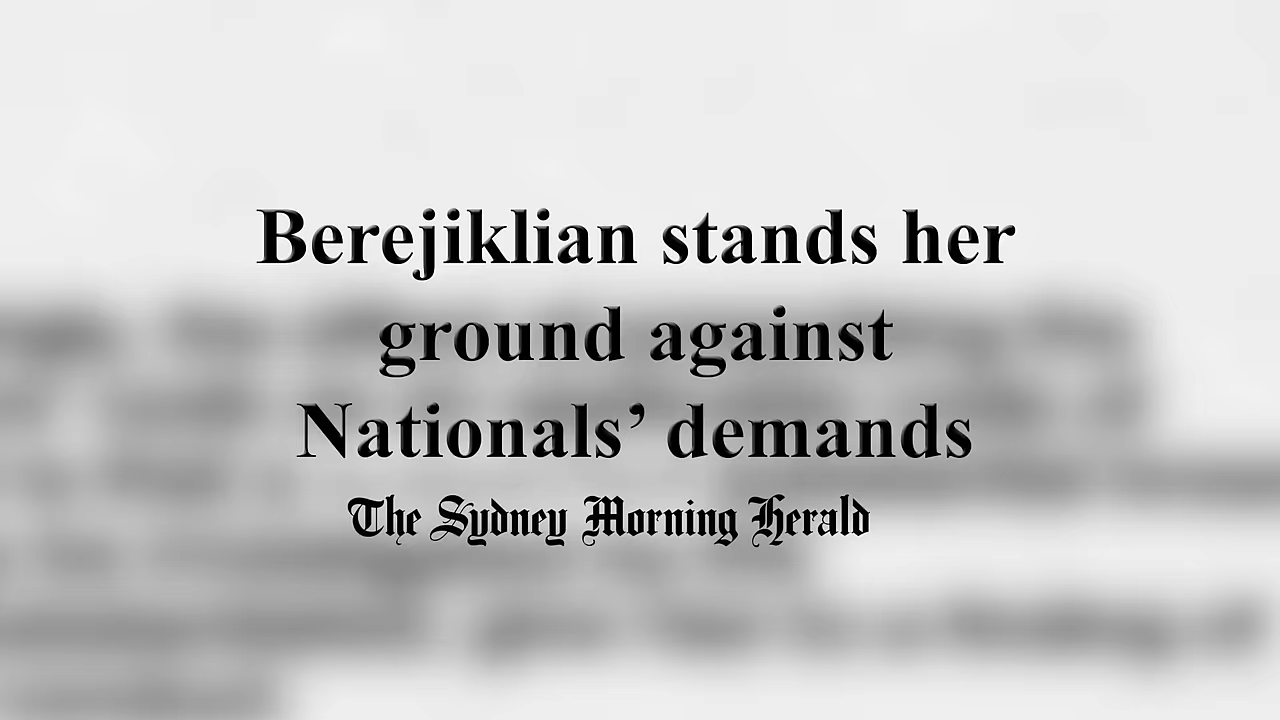 Berejiklian stands her
ground against
Nationals’ demands
The Sydney Morning Herald